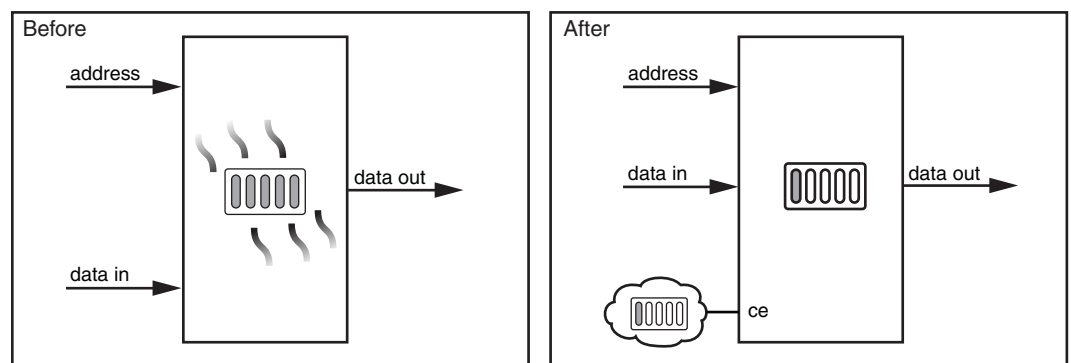 Before
address
data out
data in
After
address
data in
data out
ce